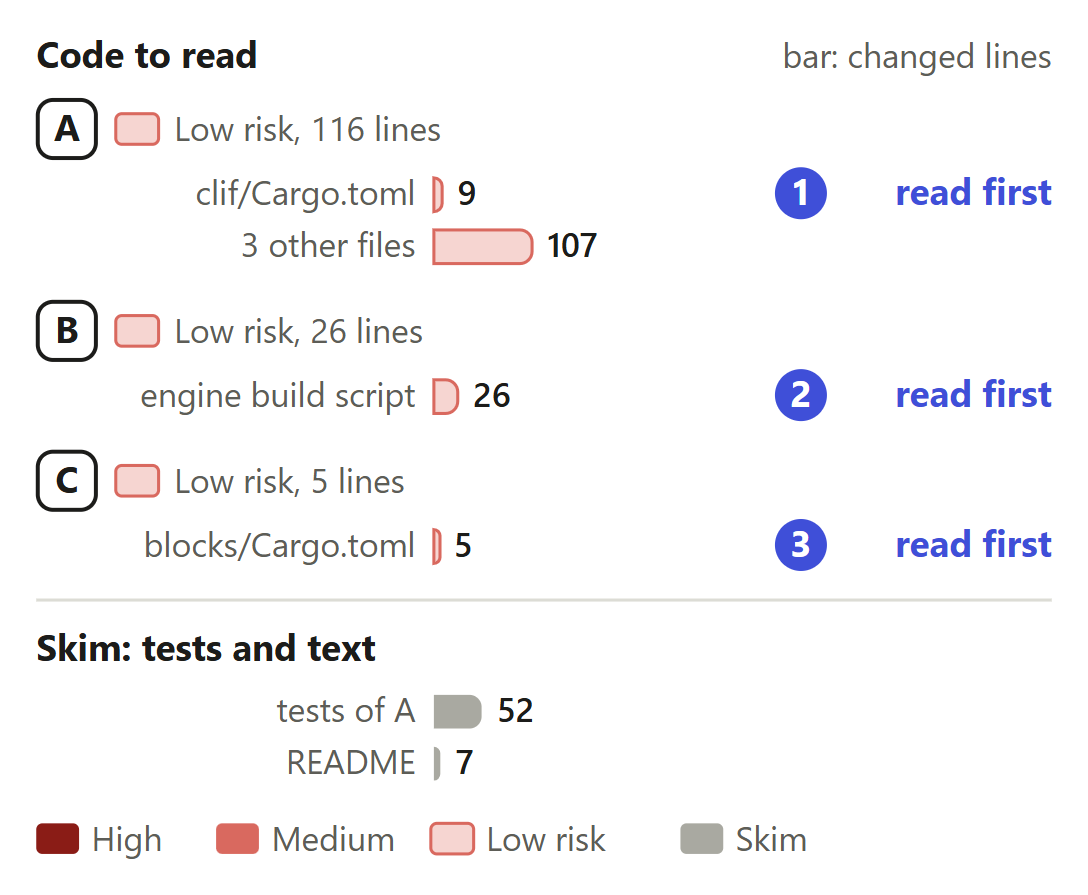 Code to read bar: changed lines
A Low risk, 116 lines
clif/Cargo.toml 9 1 read first
3 other files 107
B Low risk, 26 lines
engine build script 26 2 read first
C Low risk, 5 lines
blocks/Cargo.toml 5 3 read first
Skim: tests and text
tests of A 52
README 7
High Medium Low risk Skim